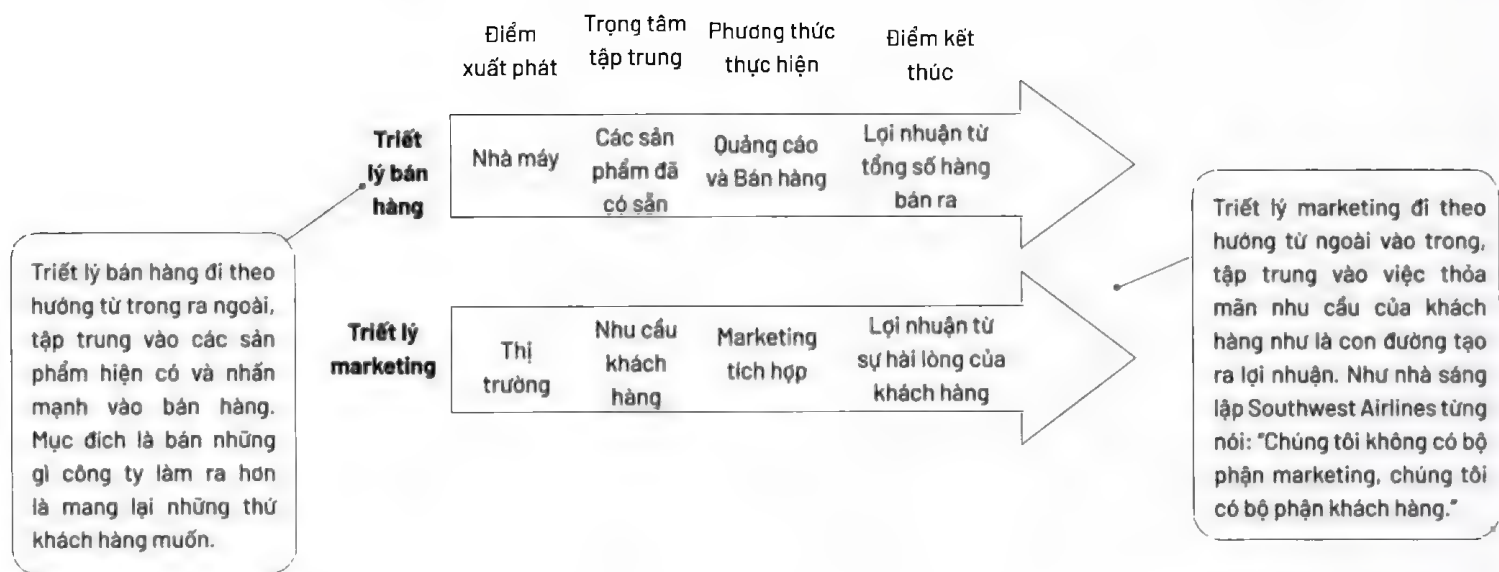 Điểm
xuất phát
Trọng tâm
tập trung
Phương thức
thực hiện
Điểm kết
thúc
Triết
lý bán
hàng
Nhà máy
Các sản
phẩm đã
có sẵn
Quảng cáo
và Bán hàng
Lợi nhuận từ
tổng số hàng
bán ra
Triết lý
marketing
Thị
trường
Nhu cầu
khách
hàng
Marketing
tích hợp
Lợi nhuận từ
sự hài lòng của
khách hàng
Triết lý bán hàng đi theo
hướng từ trong ra ngoài,
tập trung vào các sản
phẩm hiện có và nhấn
mạnh vào bán hàng.
Mục đích là bán những
gì công ty làm ra hơn
là mang lại những thứ
khách hàng muốn.
Triết lý marketing đi theo
hướng từ ngoài vào trong,
tập trung vào việc thỏa
mãn nhu cầu của khách
hàng như là con đường tạo
ra lợi nhuận. Như nhà sáng
lập Southwest Airlines từng
nói: "Chúng tôi không có bộ
phận marketing, chúng tôi
có bộ phận khách hàng."